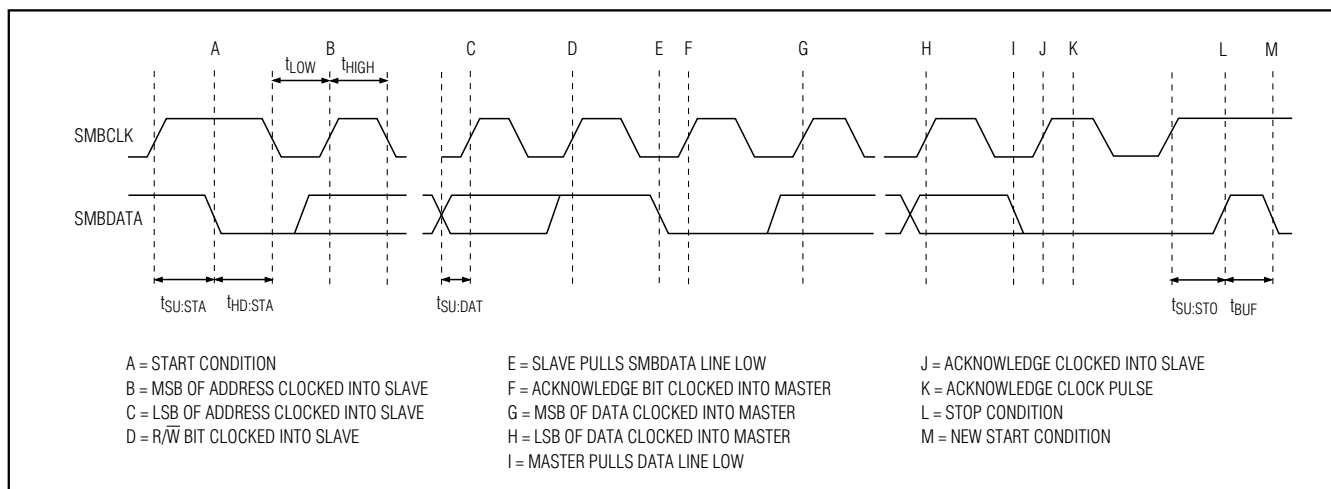 A B C D E F G H I J K L M
tLOW tHIGH
SMBCLK
SMBDATA
tSU:STA tHD:STA tSU:DAT tSU:STO tBUF
A = START CONDITION
B = MSB OF ADDRESS CLOCKED INTO SLAVE
C = LSB OF ADDRESS CLOCKED INTO SLAVE
D = R/W̅ BIT CLOCKED INTO SLAVE
E = SLAVE PULLS SMBDATA LINE LOW
F = ACKNOWLEDGE BIT CLOCKED INTO MASTER
G = MSB OF DATA CLOCKED INTO MASTER
H = LSB OF DATA CLOCKED INTO MASTER
I = MASTER PULLS DATA LINE LOW
J = ACKNOWLEDGE CLOCKED INTO SLAVE
K = ACKNOWLEDGE CLOCK PULSE
L = STOP CONDITION
M = NEW START CONDITION